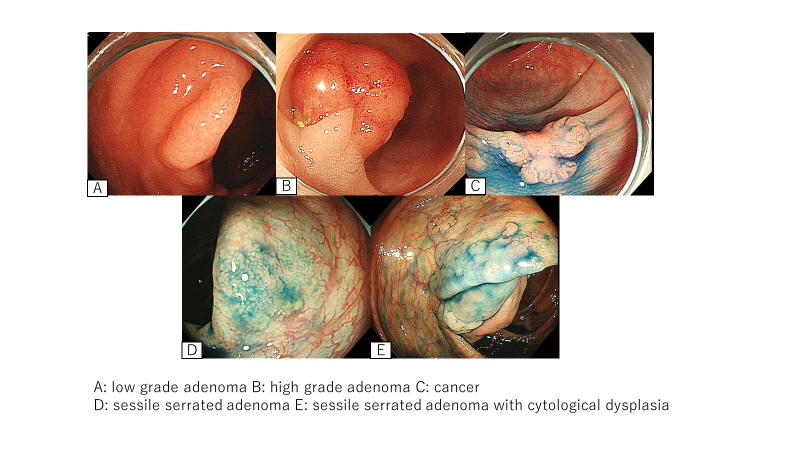 A
B
C
D
E
A: low grade adenoma B: high grade adenoma C: cancer
D: sessile serrated adenoma E: sessile serrated adenoma with cytological dysplasia